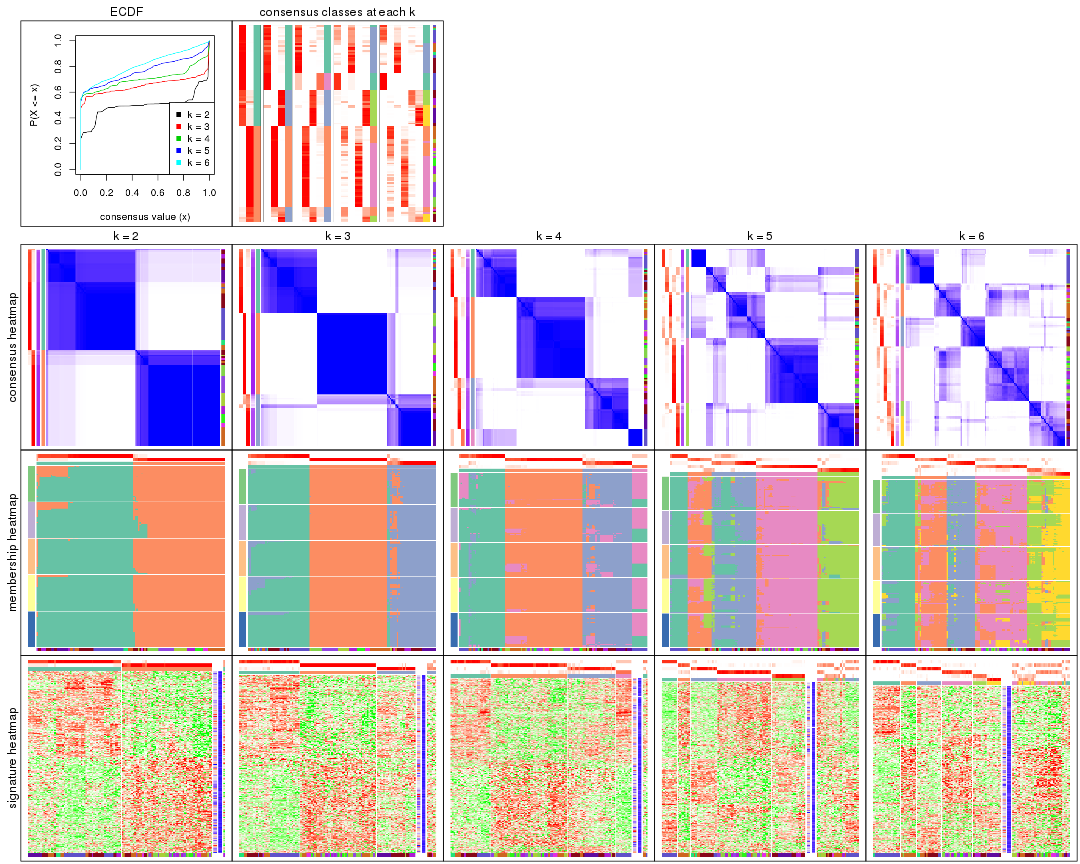 ECDF
consensus classes at each k
P(X <= x)
0.0 0.2 0.4 0.6 0.8 1.0
k = 2
k = 3
k = 4
k = 5
k = 6
0.0 0.2 0.4 0.6 0.8 1.0
consensus value (x)
k = 2 k = 3 k = 4 k = 5 k = 6
consensus heatmap
membership heatmap
signature heatmap